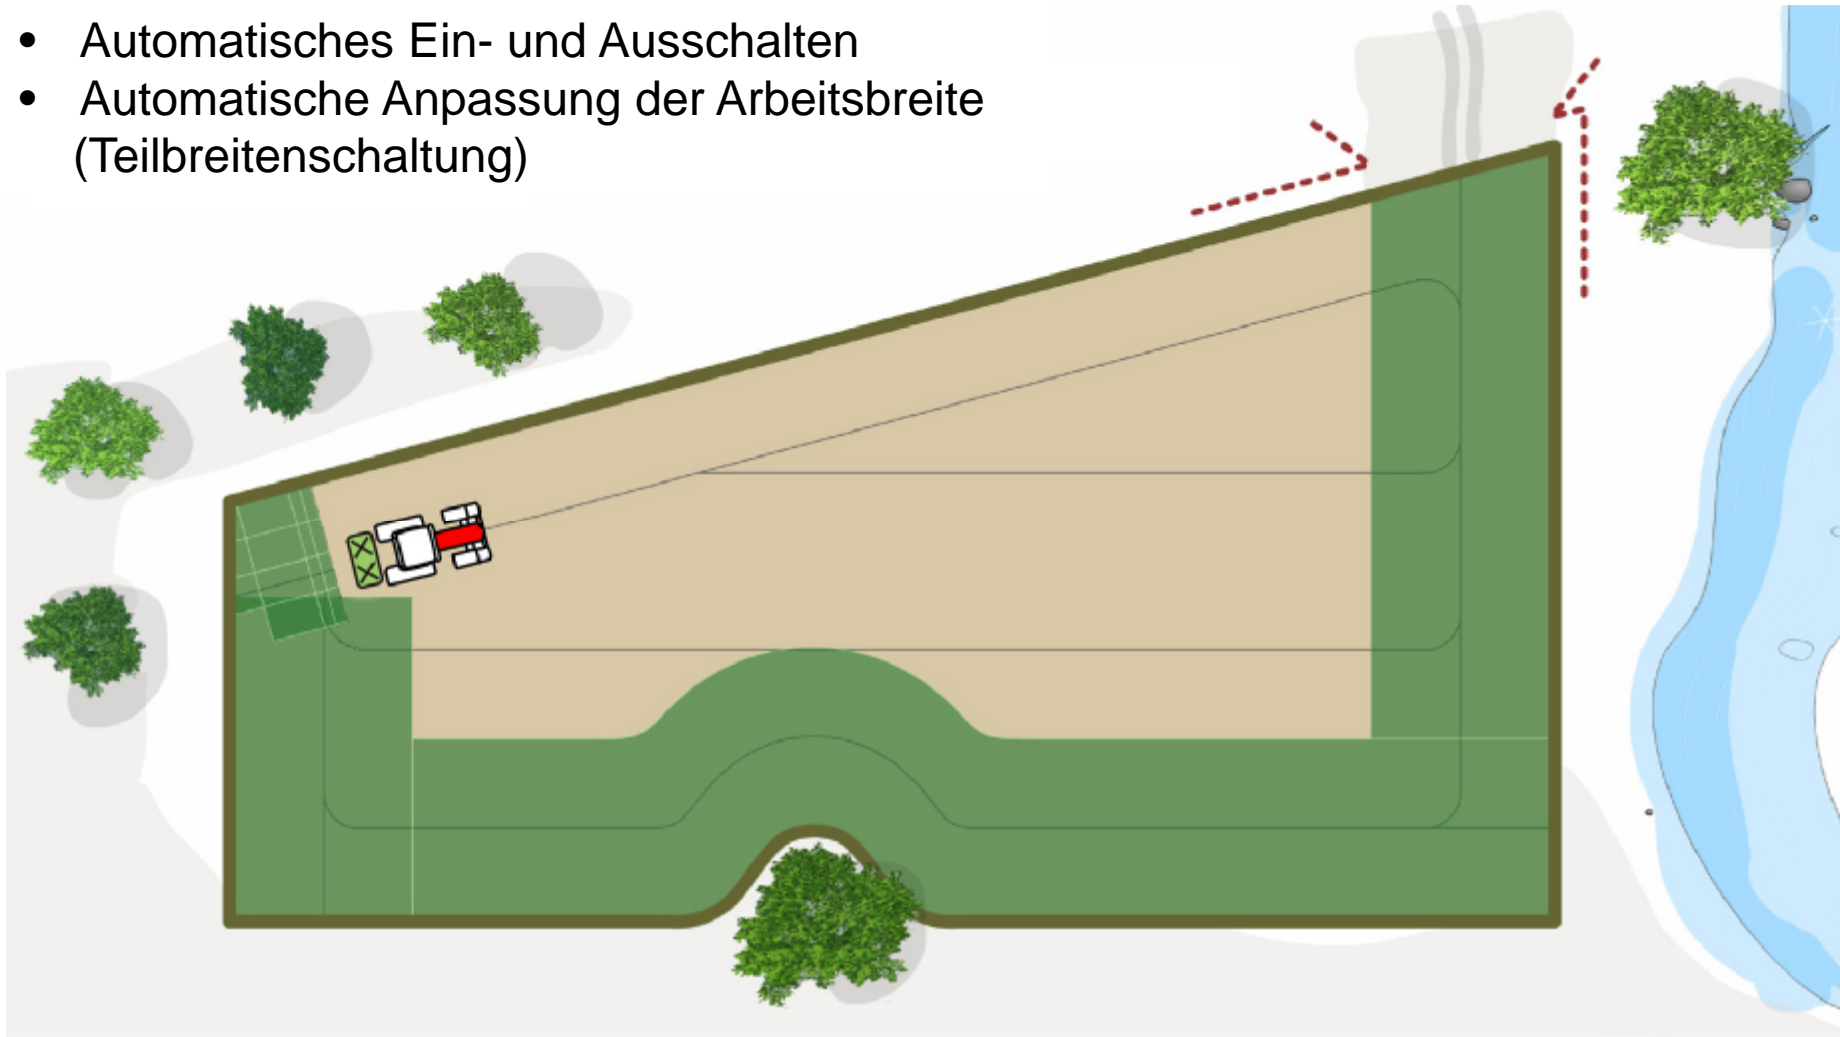 • Automatisches Ein- und Ausschalten
• Automatische Anpassung der Arbeitsbreite
(Teilbreitenschaltung)